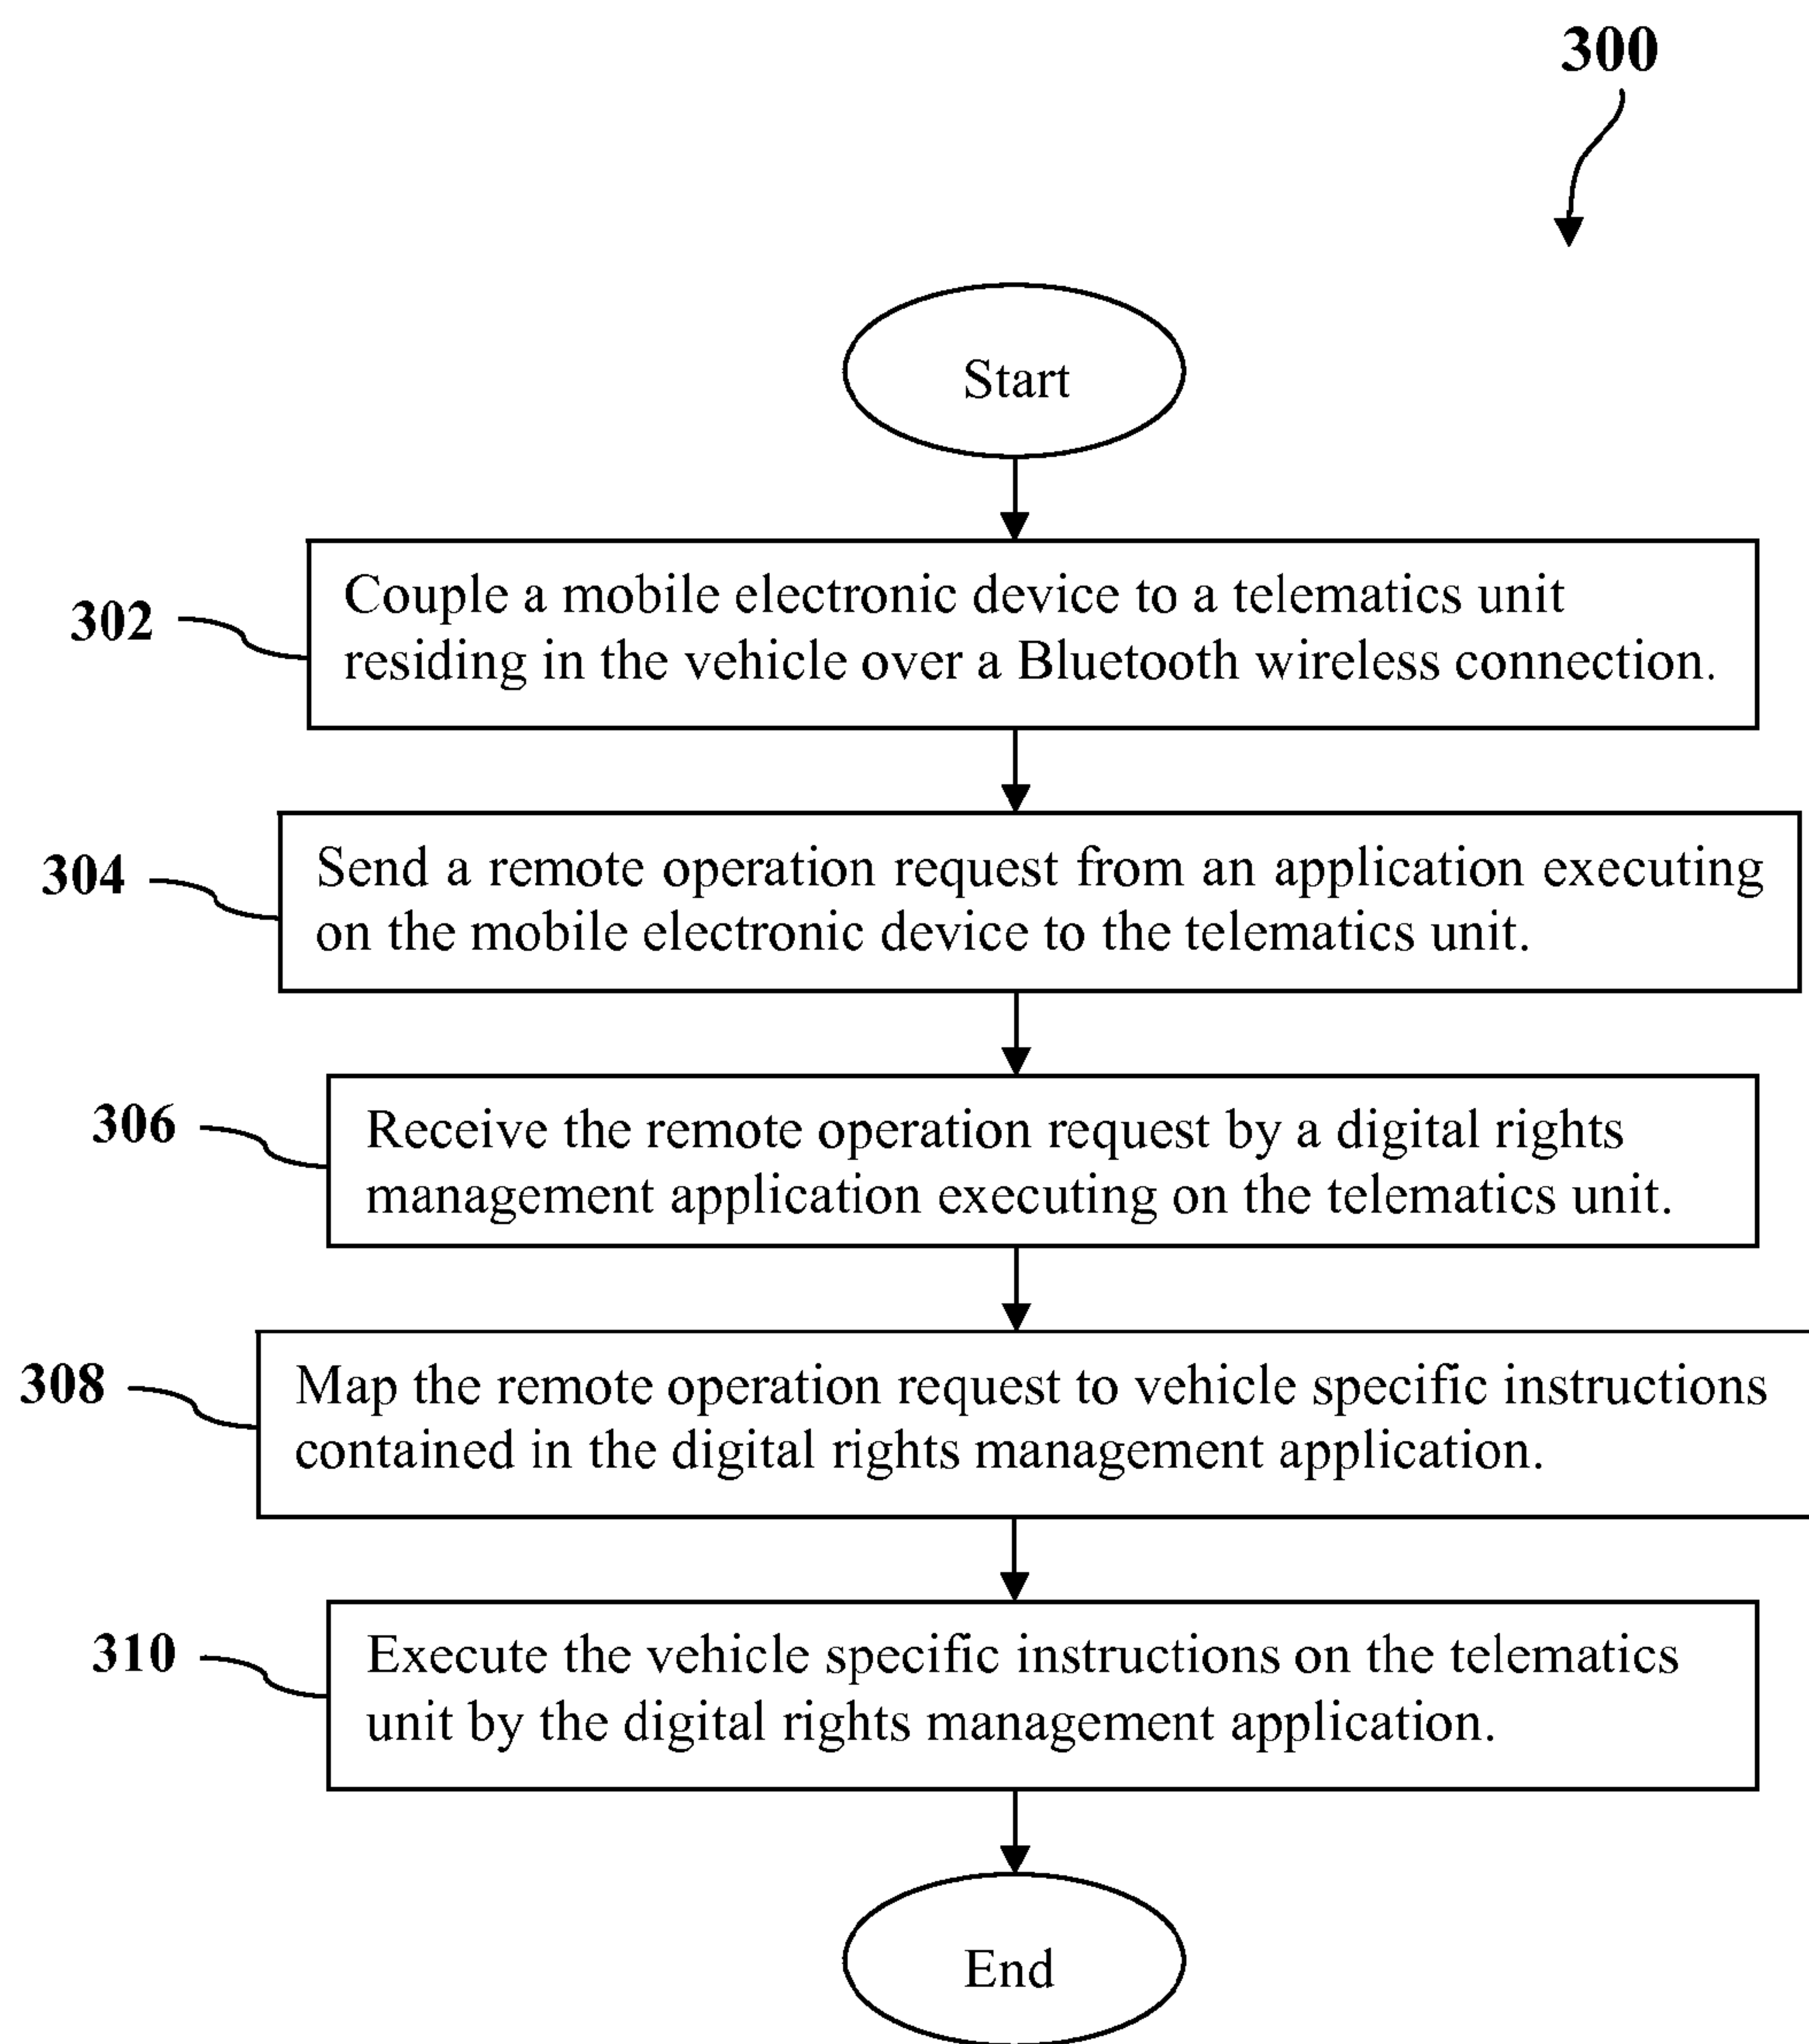 300
Start
302
Couple a mobile electronic device to a telematics unit
residing in the vehicle over a Bluetooth wireless connection.
304
Send a remote operation request from an application executing
on the mobile electronic device to the telematics unit.
306
Receive the remote operation request by a digital rights
management application executing on the telematics unit.
308
Map the remote operation request to vehicle specific instructions
contained in the digital rights management application.
310
Execute the vehicle specific instructions on the telematics
unit by the digital rights management application.
End